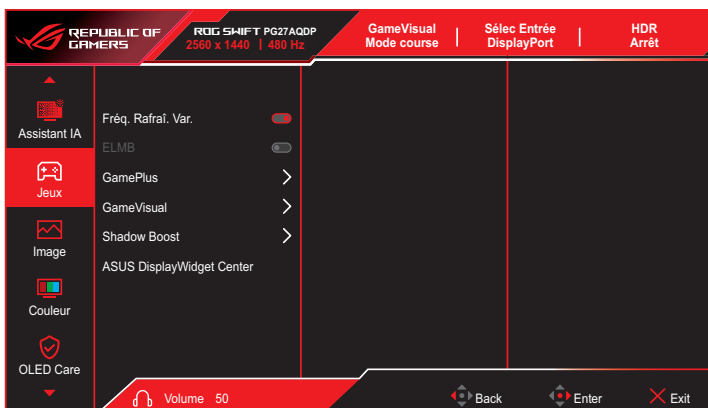 REPUBLIC OF
GAMERS
ROG SWIFT PG27AQDP
2560 x 1440 | 480 Hz
GameVisual
Mode course
Sélec Entrée
DisplayPort
HDR
Arrêt
Assistant IA
Jeux
Image
Couleur
OLED Care
Fréq. Rafraî. Var.
ELMB
GamePlus
GameVisual
Shadow Boost
ASUS DisplayWidget Center
Volume 50
Back
Enter
Exit